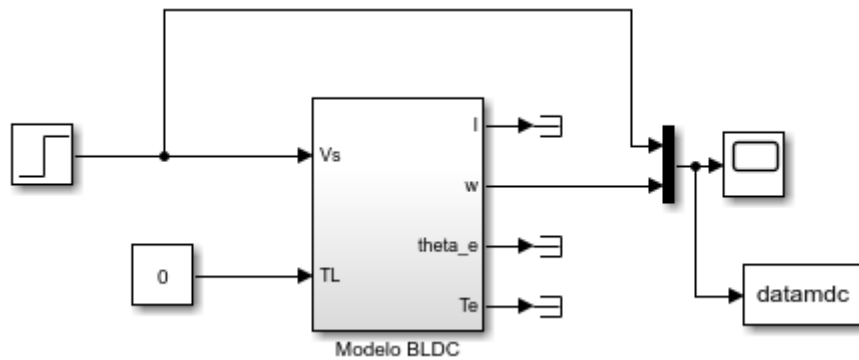 I
Vs
w
theta_e
0
TL
Te
datamdc
Modelo BLDC